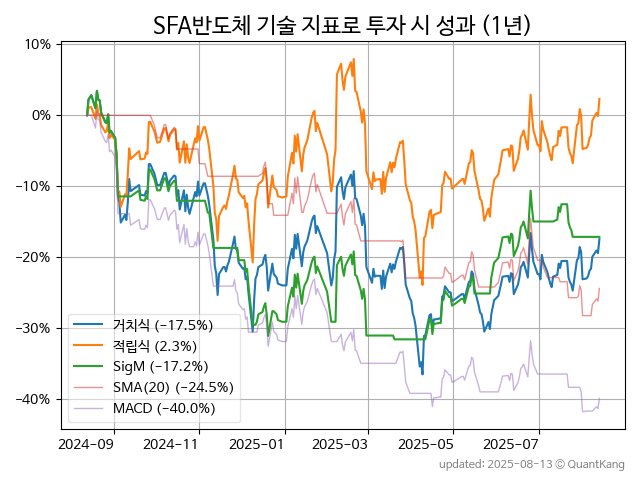 SFA반도체 기술 지표로 투자 시 성과 (1년)
10%
0%
−10%
−20%
−30%
−40%
거치식 (−17.5%)
적립식 (2.3%)
SigM (−17.2%)
SMA(20) (−24.5%)
MACD (−40.0%)
2024-09
2024-11
2025-01
2025-03
2025-05
2025-07
updated: 2025-08-13 ⓒ QuantKang